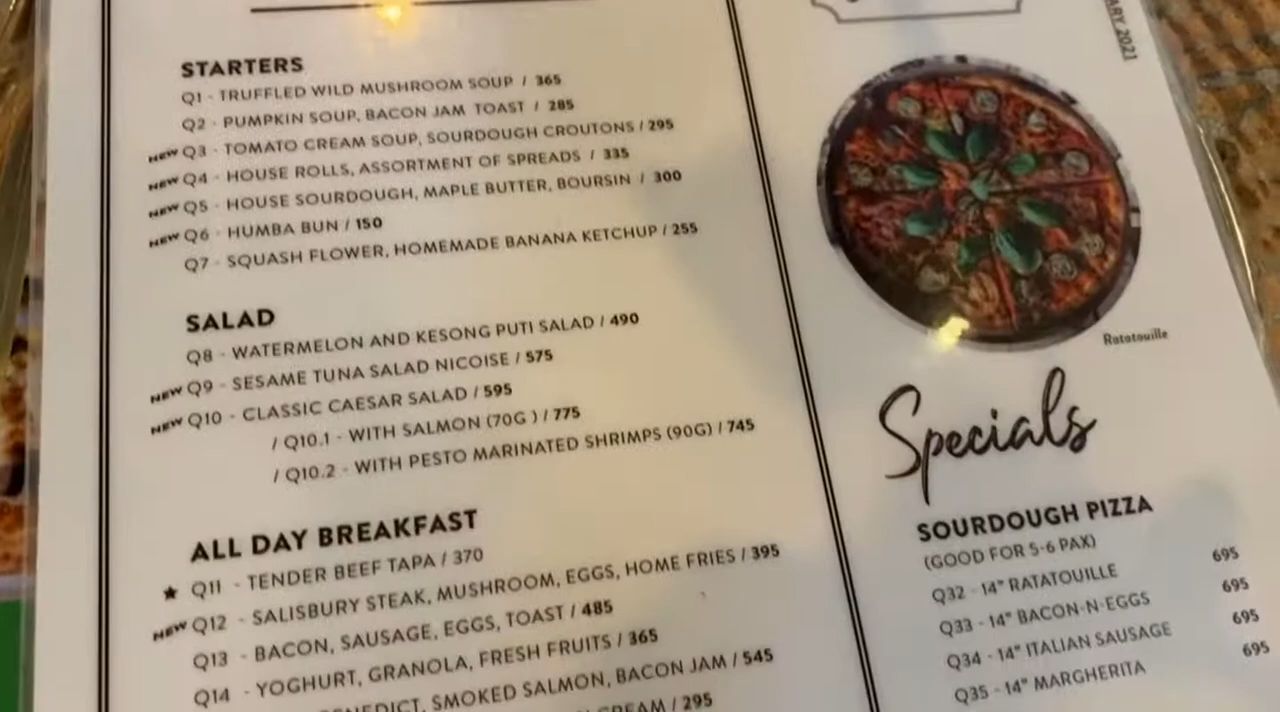 STARTERS
Q1 - TRUFFLED WILD MUSHROOM SOUP / 365
Q2 - PUMPKIN SOUP, BACON JAM TOAST / 285
NEW Q3 - TOMATO CREAM SOUP, SOURDOUGH CROUTONS / 295
NEW Q4 - HOUSE ROLLS, ASSORTMENT OF SPREADS / 335
NEW Q5 - HOUSE SOURDOUGH, MAPLE BUTTER, BOURSIN / 300
NEW Q6 - HUMBA BUN / 150
Q7 - SQUASH FLOWER, HOMEMADE BANANA KETCHUP / 255
SALAD
Q8 - WATERMELON AND KESONG PUTI SALAD / 490
NEW Q9 - SESAME TUNA SALAD NICOISE / 575
NEW Q10 - CLASSIC CAESAR SALAD / 595
/ Q10.1 - WITH SALMON (70G ) / 775
/ Q10.2 - WITH PESTO MARINATED SHRIMPS (90G) / 745
ALL DAY BREAKFAST
★ Q11 - TENDER BEEF TAPA / 370
NEW Q12 - SALISBURY STEAK, MUSHROOM, EGGS, HOME FRIES / 395
Q13 - BACON, SAUSAGE, EGGS, TOAST / 485
Q14 - YOGHURT, GRANOLA, FRESH FRUITS / 365
SMOKED SALMON, BACON JAM / 545
CREAM / 295
2021
Ratatouille
Specials
SOURDOUGH PIZZA
(GOOD FOR 5-6 PAX)
Q32 - 14" RATATOUILLE 695
Q33 - 14" BACON-N-EGGS 695
Q34 - 14" ITALIAN SAUSAGE 695
Q35 - 14" MARGHERITA 695